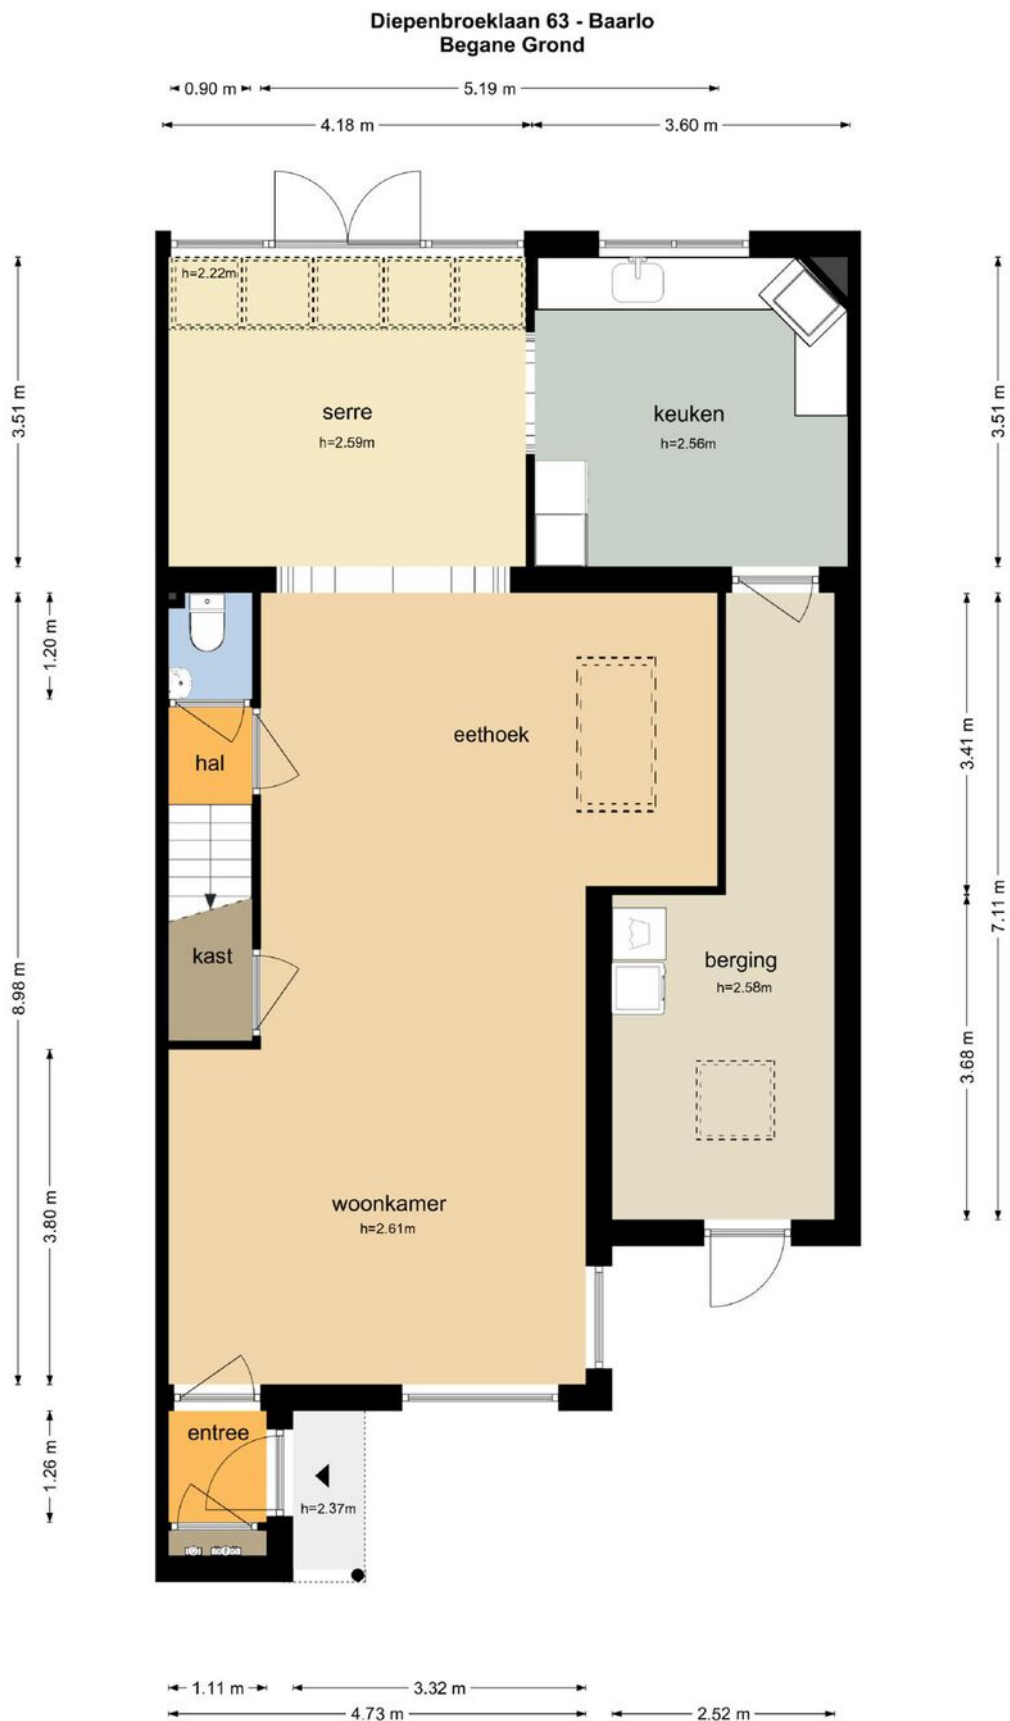 Diepenbroeklaan 63 - Baarlo
Begane Grond
0.90 m
5.19 m
4.18 m
3.60 m
h=2.22m
3.51 m
serre
h=2.59m
keuken
h=2.56m
3.51 m
1.20 m
hal
eethoek
3.41 m
8.98 m
kast
berging
h=2.58m
7.11 m
3.68 m
3.80 m
woonkamer
h=2.61m
entree
1.26 m
h=2.37m
1.11 m
3.32 m
4.73 m
2.52 m